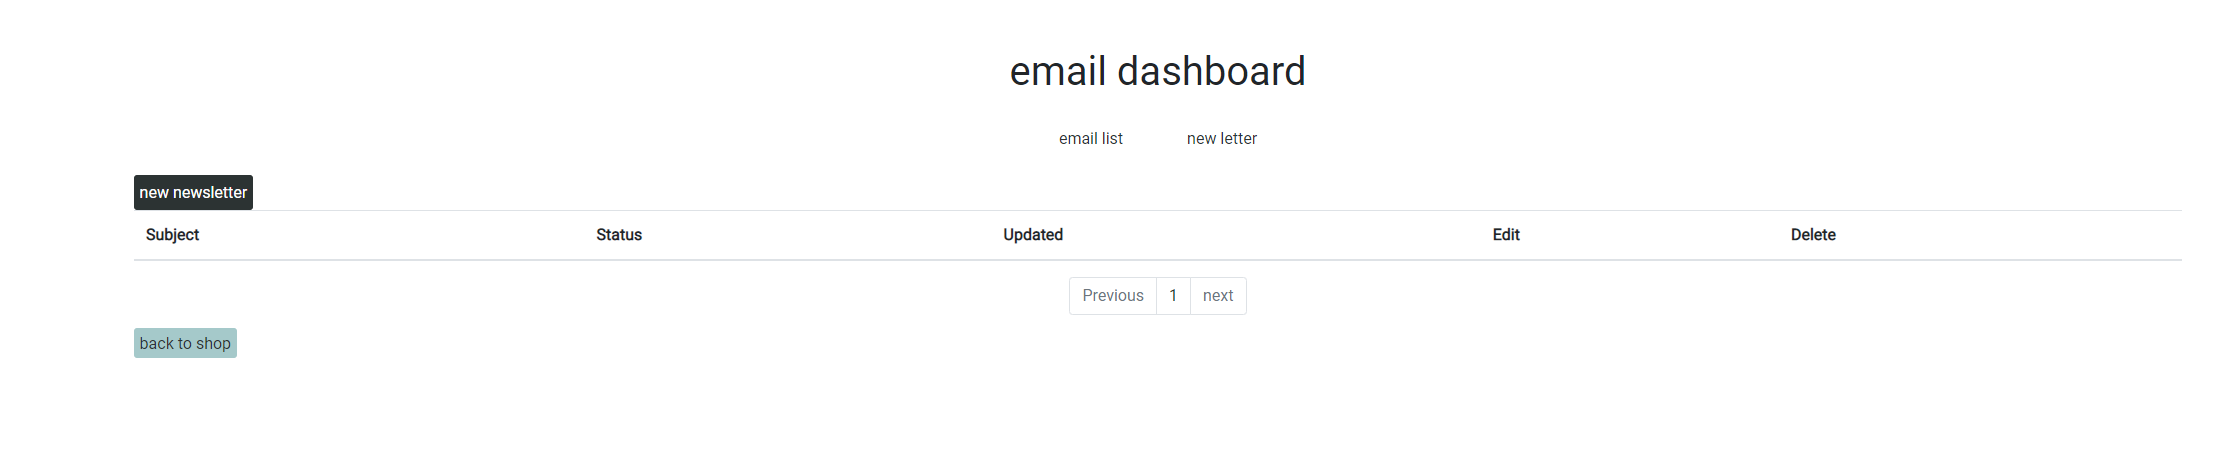 email dashboard
email list new letter
new newsletter
Subject Status Updated Edit Delete
Previous 1 next
back to shop